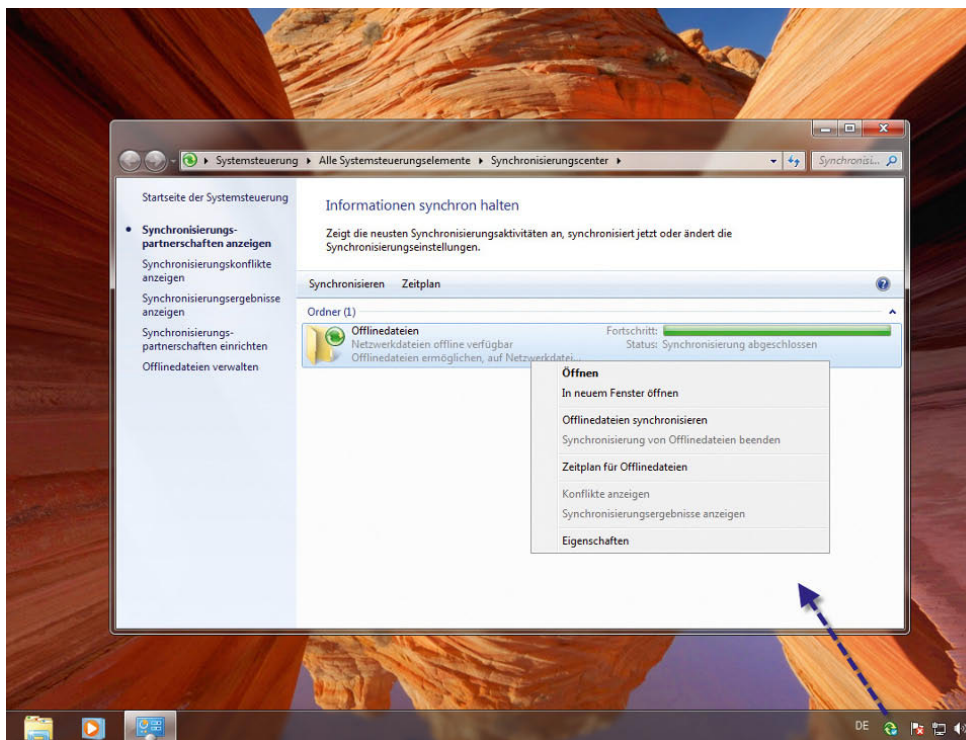 Systemsteuerung ▸ Alle Systemsteuerungselemente ▸ Synchronisierungscenter ▸
Synchronisi...
Startseite der Systemsteuerung
Synchronisierungs-
partnerschaften anzeigen
Synchronisierungskonflikte
anzeigen
Synchronisierungsergebnisse
anzeigen
Synchronisierungs-
partnerschaften einrichten
Offlinedateien verwalten
Informationen synchron halten
Zeigt die neusten Synchronisierungsaktivitäten an, synchronisiert jetzt oder ändert die
Synchronisierungseinstellungen.
Synchronisieren Zeitplan
Ordner (1)
Offlinedateien
Netzwerkdateien offline verfügbar
Offlinedateien ermöglichen, auf Netzwerkdatei...
Fortschritt:
Status: Synchronisierung abgeschlossen
Öffnen
In neuem Fenster öffnen
Offlinedateien synchronisieren
Synchronisierung von Offlinedateien beenden
Zeitplan für Offlinedateien
Konflikte anzeigen
Synchronisierungsergebnisse anzeigen
Eigenschaften
DE